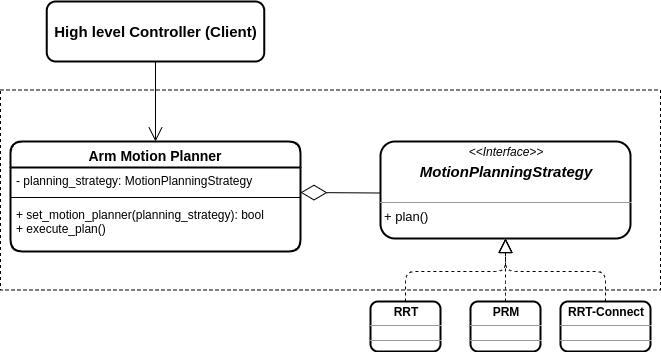 High level Controller (Client)
Arm Motion Planner
- planning_strategy: MotionPlanningStrategy
+ set_motion_planner(planning_strategy): bool
+ execute_plan()
<<Interface>>
MotionPlanningStrategy
+ plan()
RRT
PRM
RRT-Connect